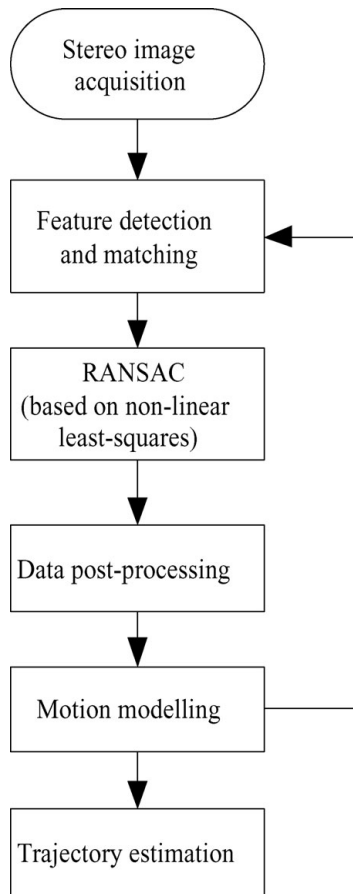 Stereo image
acquisition
Feature detection
and matching
RANSAC
(based on non-linear
least-squares)
Data post-processing
Motion modelling
Trajectory estimation